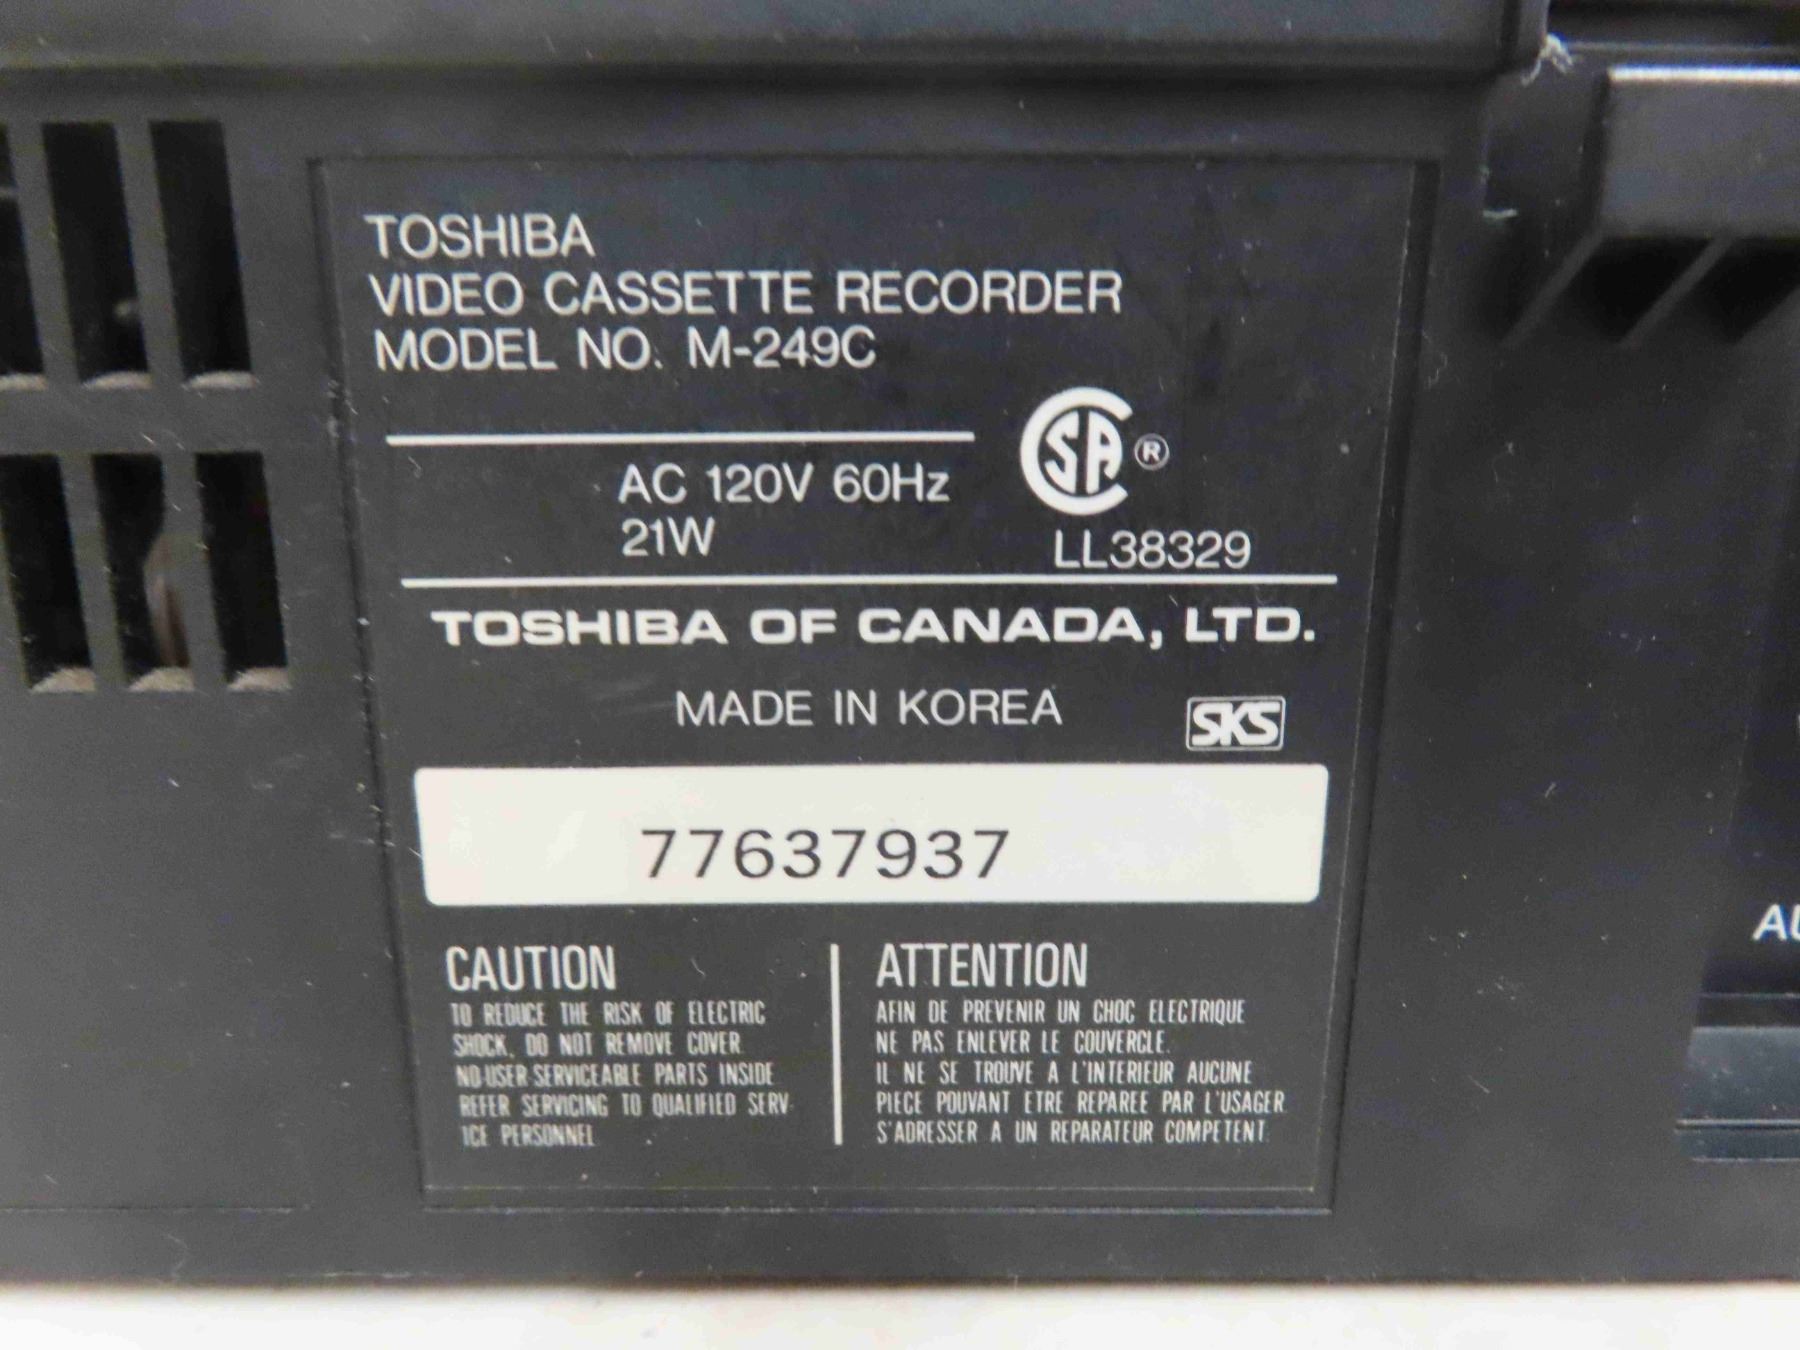 TOSHIBA
VIDEO CASSETTE RECORDER
MODEL NO. M-249C
AC 120V 60Hz
21W
CSA ®
LL38329
TOSHIBA OF CANADA, LTD.
MADE IN KOREA
SKS
77637937
CAUTION
TO REDUCE THE RISK OF ELECTRIC
SHOCK, DO NOT REMOVE COVER.
NO USER-SERVICEABLE PARTS INSIDE
REFER SERVICING TO QUALIFIED SERV-
ICE PERSONNEL
ATTENTION
AFIN DE PREVENIR UN CHOC ELECTRIQUE
NE PAS ENLEVER LE COUVERCLE.
IL NE SE TROUVE A L'INTERIEUR AUCUNE
PIECE POUVANT ETRE REPAREE PAR L'USAGER.
S'ADRESSER A UN REPARATEUR COMPETENT.